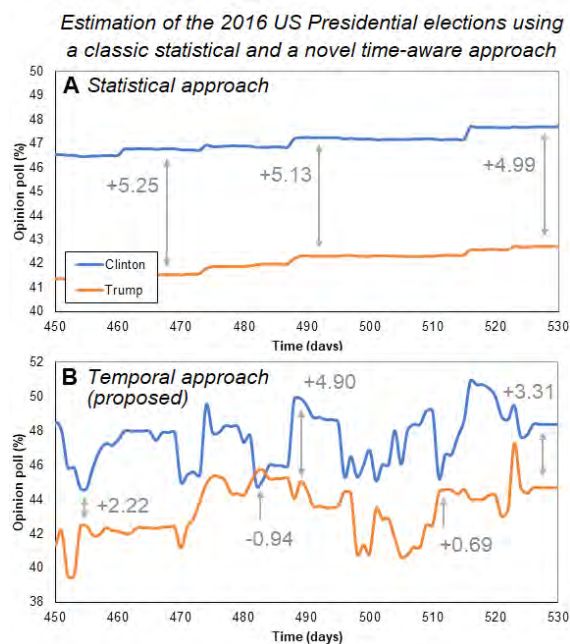 Estimation of the 2016 US Presidential elections using
a classic statistical and a novel time-aware approach
A Statistical approach
Opinion poll (%)
50
49
48
47
46
45
44
43
42
41
40
+5.25
+5.13
+4.99
Clinton
Trump
450 460 470 480 490 500 510 520 530
Time (days)
B Temporal approach
(proposed)
Opinion poll (%)
52
50
48
46
44
42
40
38
+4.90
+3.31
+2.22
-0.94
+0.69
450 460 470 480 490 500 510 520 530
Time (days)